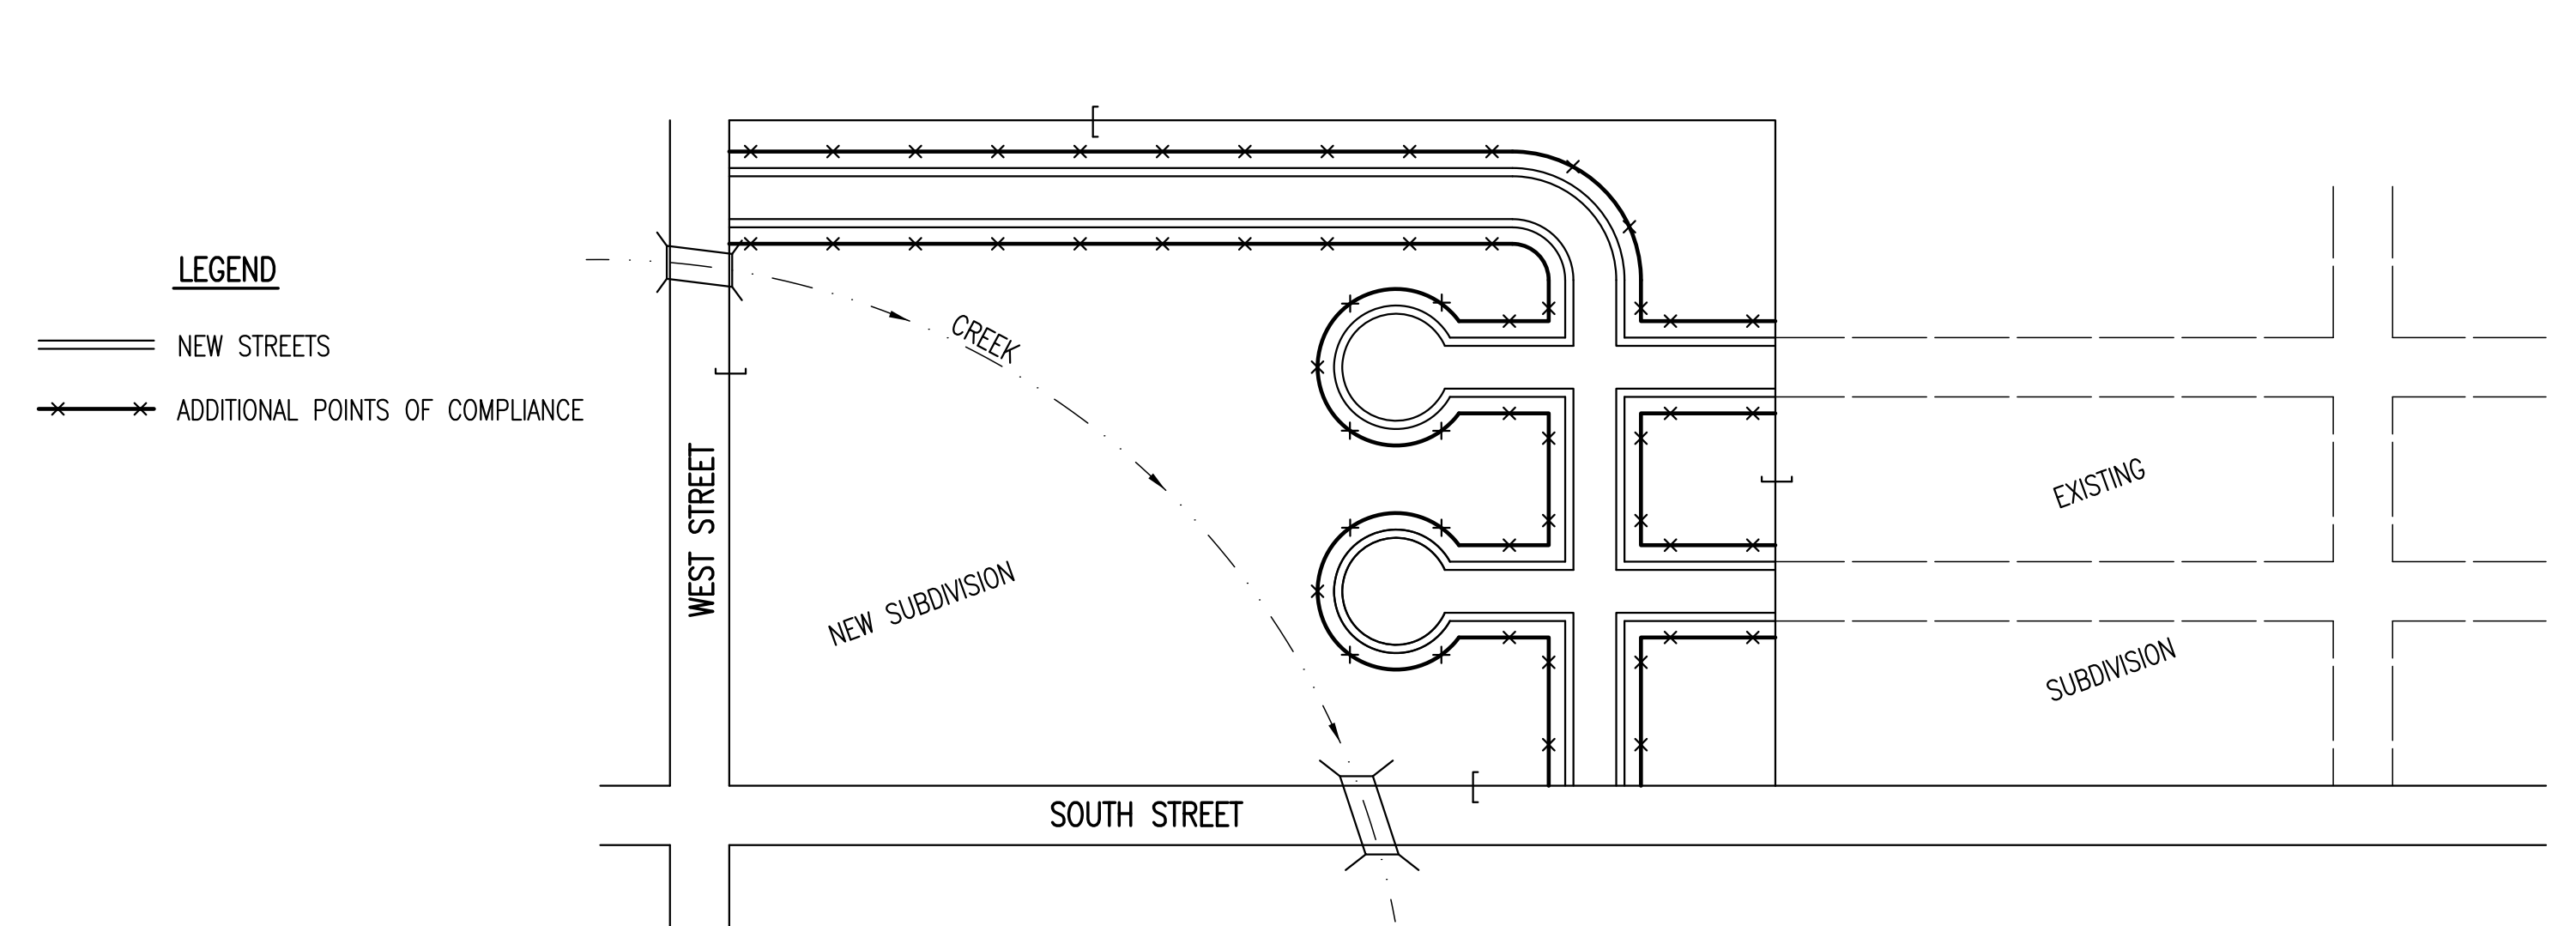 LEGEND
NEW STREETS
ADDITIONAL POINTS OF COMPLIANCE
WEST STREET
CREEK
NEW SUBDIVISION
SOUTH STREET
EXISTING
SUBDIVISION